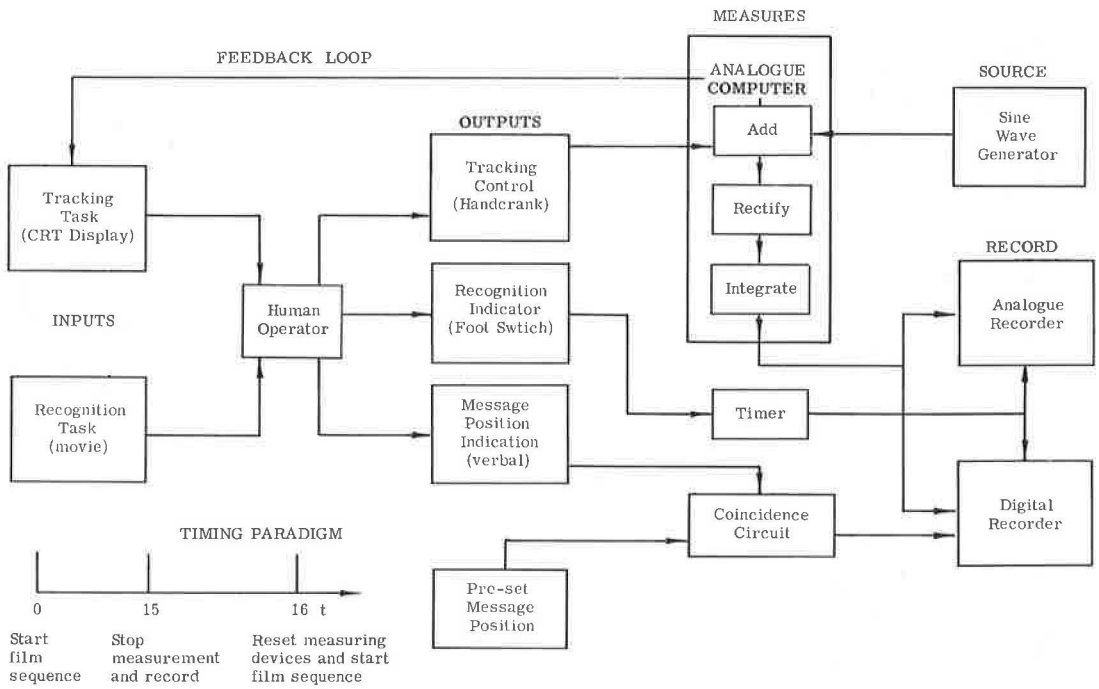 MEASURES
FEEDBACK LOOP
ANALOGUE
COMPUTER
SOURCE
OUTPUTS
Add
Sine
Wave
Generator
Tracking
Task
(CRT Display)
Tracking
Control
(Handcrank)
Rectify
RECORD
INPUTS
Human
Operator
Recognition
Indicator
(Foot Swtich)
Integrate
Analogue
Recorder
Recognition
Task
(movie)
Message
Position
Indication
(verbal)
Timer
Coincidence
Circuit
Digital
Recorder
TIMING PARADIGM
Pre-set
Message
Position
0 15 16 t
Start
film
sequence
Stop
measurement
and record
Reset measuring
devices and start
film sequence